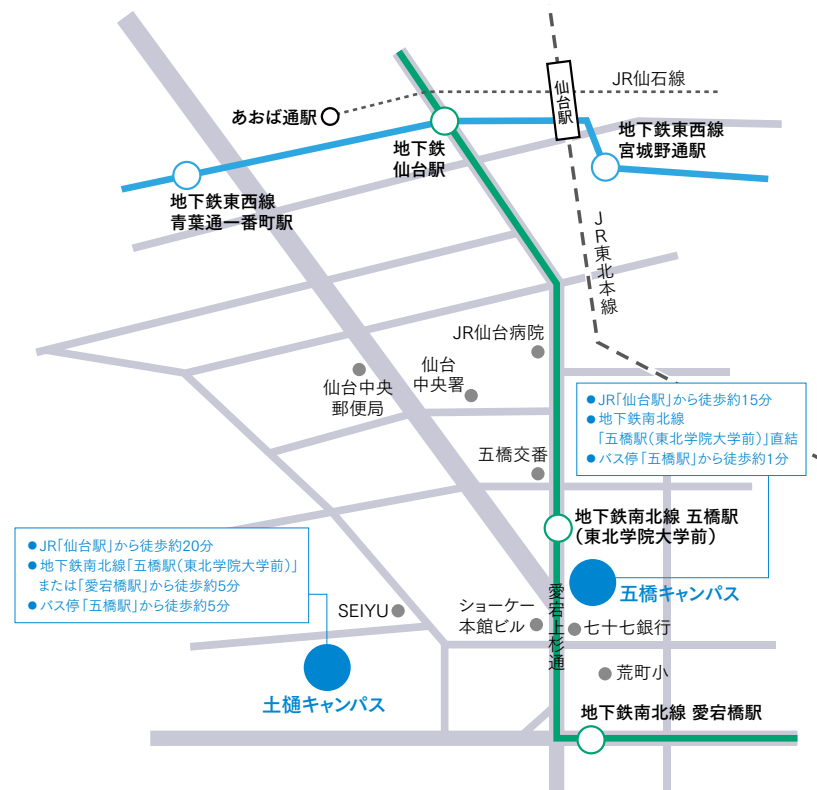 JR仙石線
仙台駅
あおば通駅
地下鉄
仙台駅
地下鉄東西線
宮城野通駅
地下鉄東西線
青葉通一番町駅
JR東北本線
JR仙台病院
仙台
中央署
仙台中央
郵便局
●JR「仙台駅」から徒歩約15分
●地下鉄南北線
「五橋駅（東北学院大学前）」直結
●バス停「五橋駅」から徒歩約1分
五橋交番
地下鉄南北線 五橋駅
（東北学院大学前）
●JR「仙台駅」から徒歩約20分
●地下鉄南北線「五橋駅（東北学院大学前）」
または「愛宕橋駅」から徒歩約5分
●バス停「五橋駅」から徒歩約5分
五橋キャンパス
愛宕上杉通
SEIYU
ショーケー
本館ビル
七十七銀行
荒町小
土樋キャンパス
地下鉄南北線 愛宕橋駅